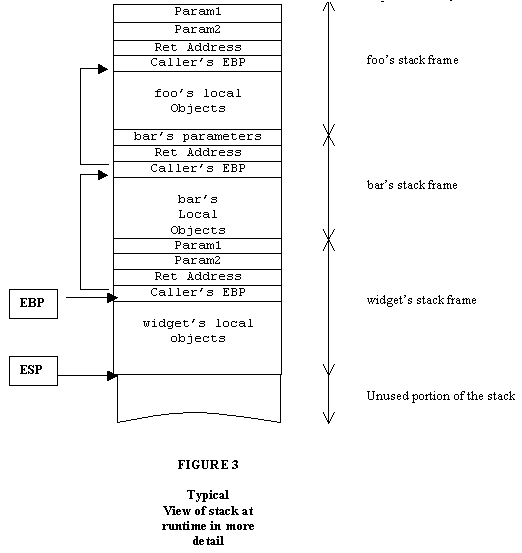 Param1
Param2
Ret Address
Caller's EBP
foo's stack frame
foo's local
Objects
bar's parameters
Ret Address
Caller's EBP
bar's stack frame
bar's
Local
Objects
Param1
Param2
Ret Address
Caller's EBP
EBP
widget's stack frame
widget's local
objects
ESP
Unused portion of the stack
FIGURE 3
Typical
View of stack at
runtime in more
detail